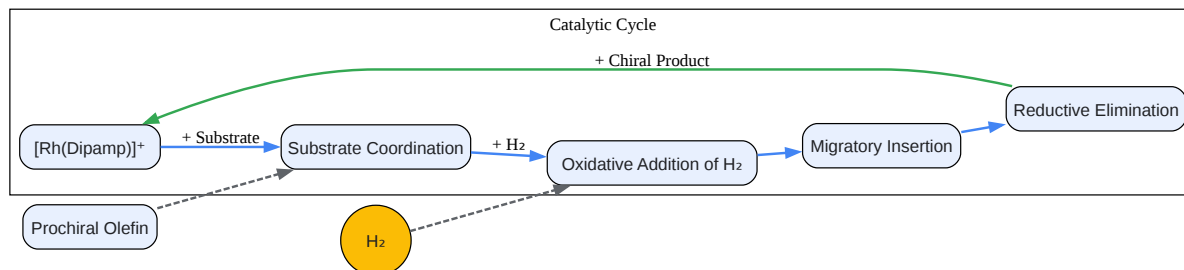 Catalytic Cycle
+ Chiral Product
Reductive Elimination
[Rh(Dipamp)]⁺
+ Substrate
Substrate Coordination
+ H₂
Oxidative Addition of H₂
Migratory Insertion
Prochiral Olefin
H₂